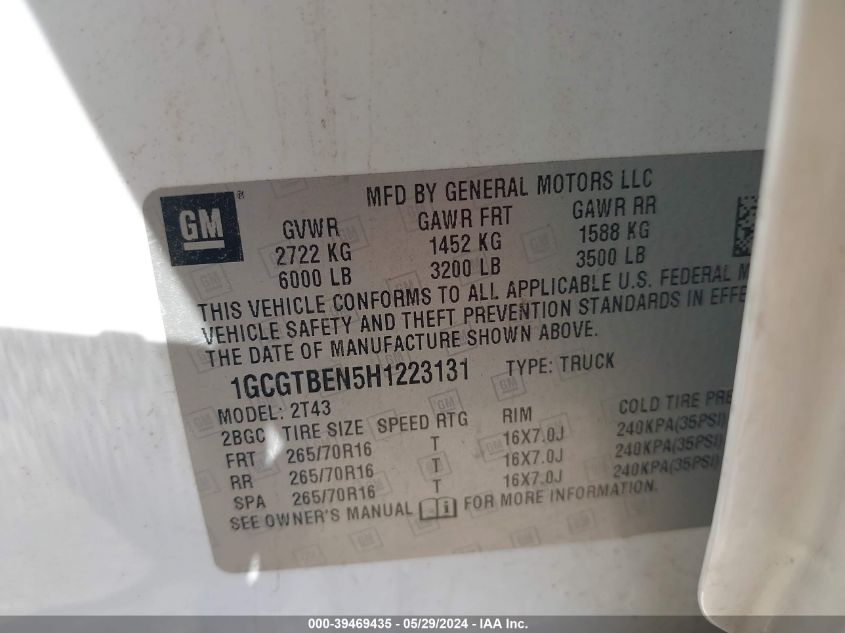 MFD BY GENERAL MOTORS LLC
GM ®
GVWR GAWR FRT GAWR RR
2722 KG 1452 KG 1588 KG
6000 LB 3200 LB 3500 LB
THIS VEHICLE CONFORMS TO ALL APPLICABLE U.S. FEDERAL M
VEHICLE SAFETY AND THEFT PREVENTION STANDARDS IN EFFE
THE DATE OF MANUFACTURE SHOWN ABOVE.
1GCGTBEN5H1223131 TYPE: TRUCK
MODEL: 2T43
2BGC TIRE SIZE SPEED RTG RIM COLD TIRE PRE
FRT 265/70R16 T 16X7.0J 240KPA(35PSI)
RR 265/70R16 T 16X7.0J 240KPA(35PSI)
SPA 265/70R16 T 16X7.0J 240KPA(35PSI)
SEE OWNER'S MANUAL FOR MORE INFORMATION.
000-39469435 - 05/29/2024 - IAA Inc.